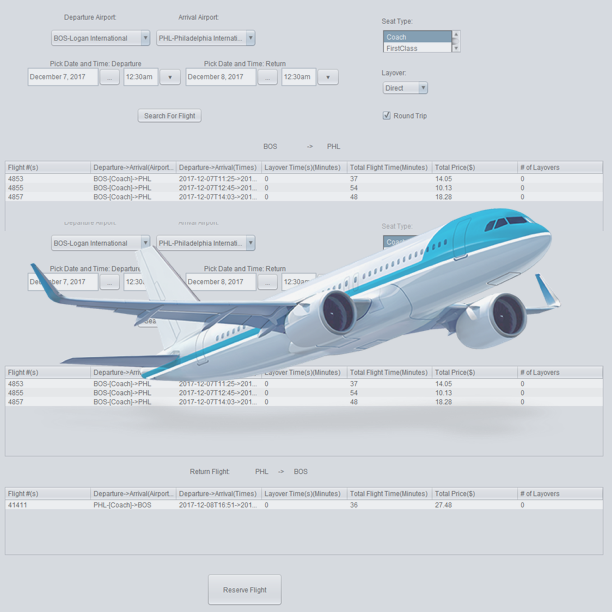 Departure Airport Arrival Airport Seat Type:
BOS-Logan International PHL-Philadelphia Internati... Coach
FirstClass
Pick Date and Time: Departure Pick Date and Time: Return
Layover:
December 7, 2017 ... 12:30am December 8, 2017 ... 12:30am
Direct
Search For Flight Round Trip
BOS -> PHL
Flight #(s) Departure->Arrival(Airport... Departure->Arrival(Times) Layover Time(s)(Minutes) Total Flight Time(Minutes) Total Price($) # of Layovers
4853 BOS-[Coach]->PHL 2017-12-07T11:25->201... 0 37 14.05 0
4855 BOS-[Coach]->PHL 2017-12-07T12:45->201... 0 54 10.13 0
4857 BOS-[Coach]->PHL 2017-12-07T14:03->201... 0 48 18.28 0
Departure Airport Arrival Airport Seat Type:
BOS-Logan International PHL-Philadelphia Internati...
Pick Date and Time: Departure Pick Date and Time: Return
December 7, 2017 ... December 8, 2017 ... 12:30am
Flight #(s) Departure->Arrival(Times) Layover Time(s)(Minutes) Total Flight Time(Minutes) Total Price($) # of Layovers
4853 BOS-[Coach]->PHL 2017-12-07T11:25->201... 0 37 14.05 0
4855 BOS-[Coach]->PHL 2017-12-07T12:45->201... 0 54 10.13 0
4857 BOS-[Coach]->PHL 2017-12-07T14:03->201... 0 48 18.28 0
Return Flight: PHL -> BOS
Flight #(s) Departure->Arrival(Airport... Departure->Arrival(Times) Layover Time(s)(Minutes) Total Flight Time(Minutes) Total Price($) # of Layovers
41411 PHL-[Coach]->BOS 2017-12-08T16:51->201... 0 36 27.48 0
Reserve Flight